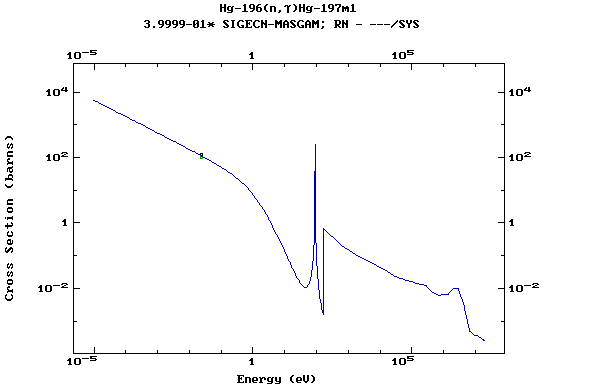 Hg-196(n,γ)Hg-197m1
3.9999-01* SIGECN-MASGAM; RN - ---/SYS
10-5 1 105
104 104
102 102
1 1
10-2 10-2
10-5 1 105
Cross Section (barns)
Energy (eV)